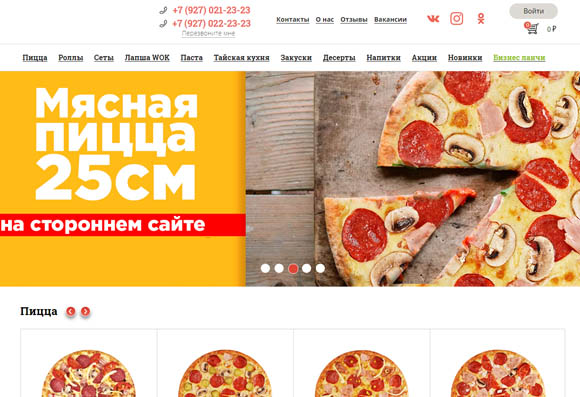 +7 (927) 021-23-23
+7 (927) 022-23-23
Перезвоните мне
Контакты О нас Отзывы Вакансии
Войти
0
0 ₽
Пицца Роллы Сеты Лапша WOK Паста Тайская кухня Закуски Десерты Напитки Акции Новинки Бизнес ланчи
Мясная
пицца
25см
на стороннем сайте
Пицца